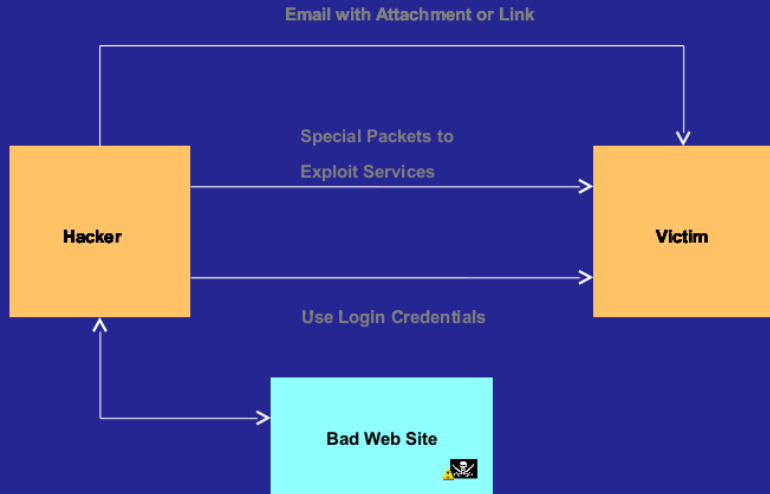 Email with Attachment or Link
Special Packets to
Exploit Services
Hacker
Victim
Use Login Credentials
Bad Web Site